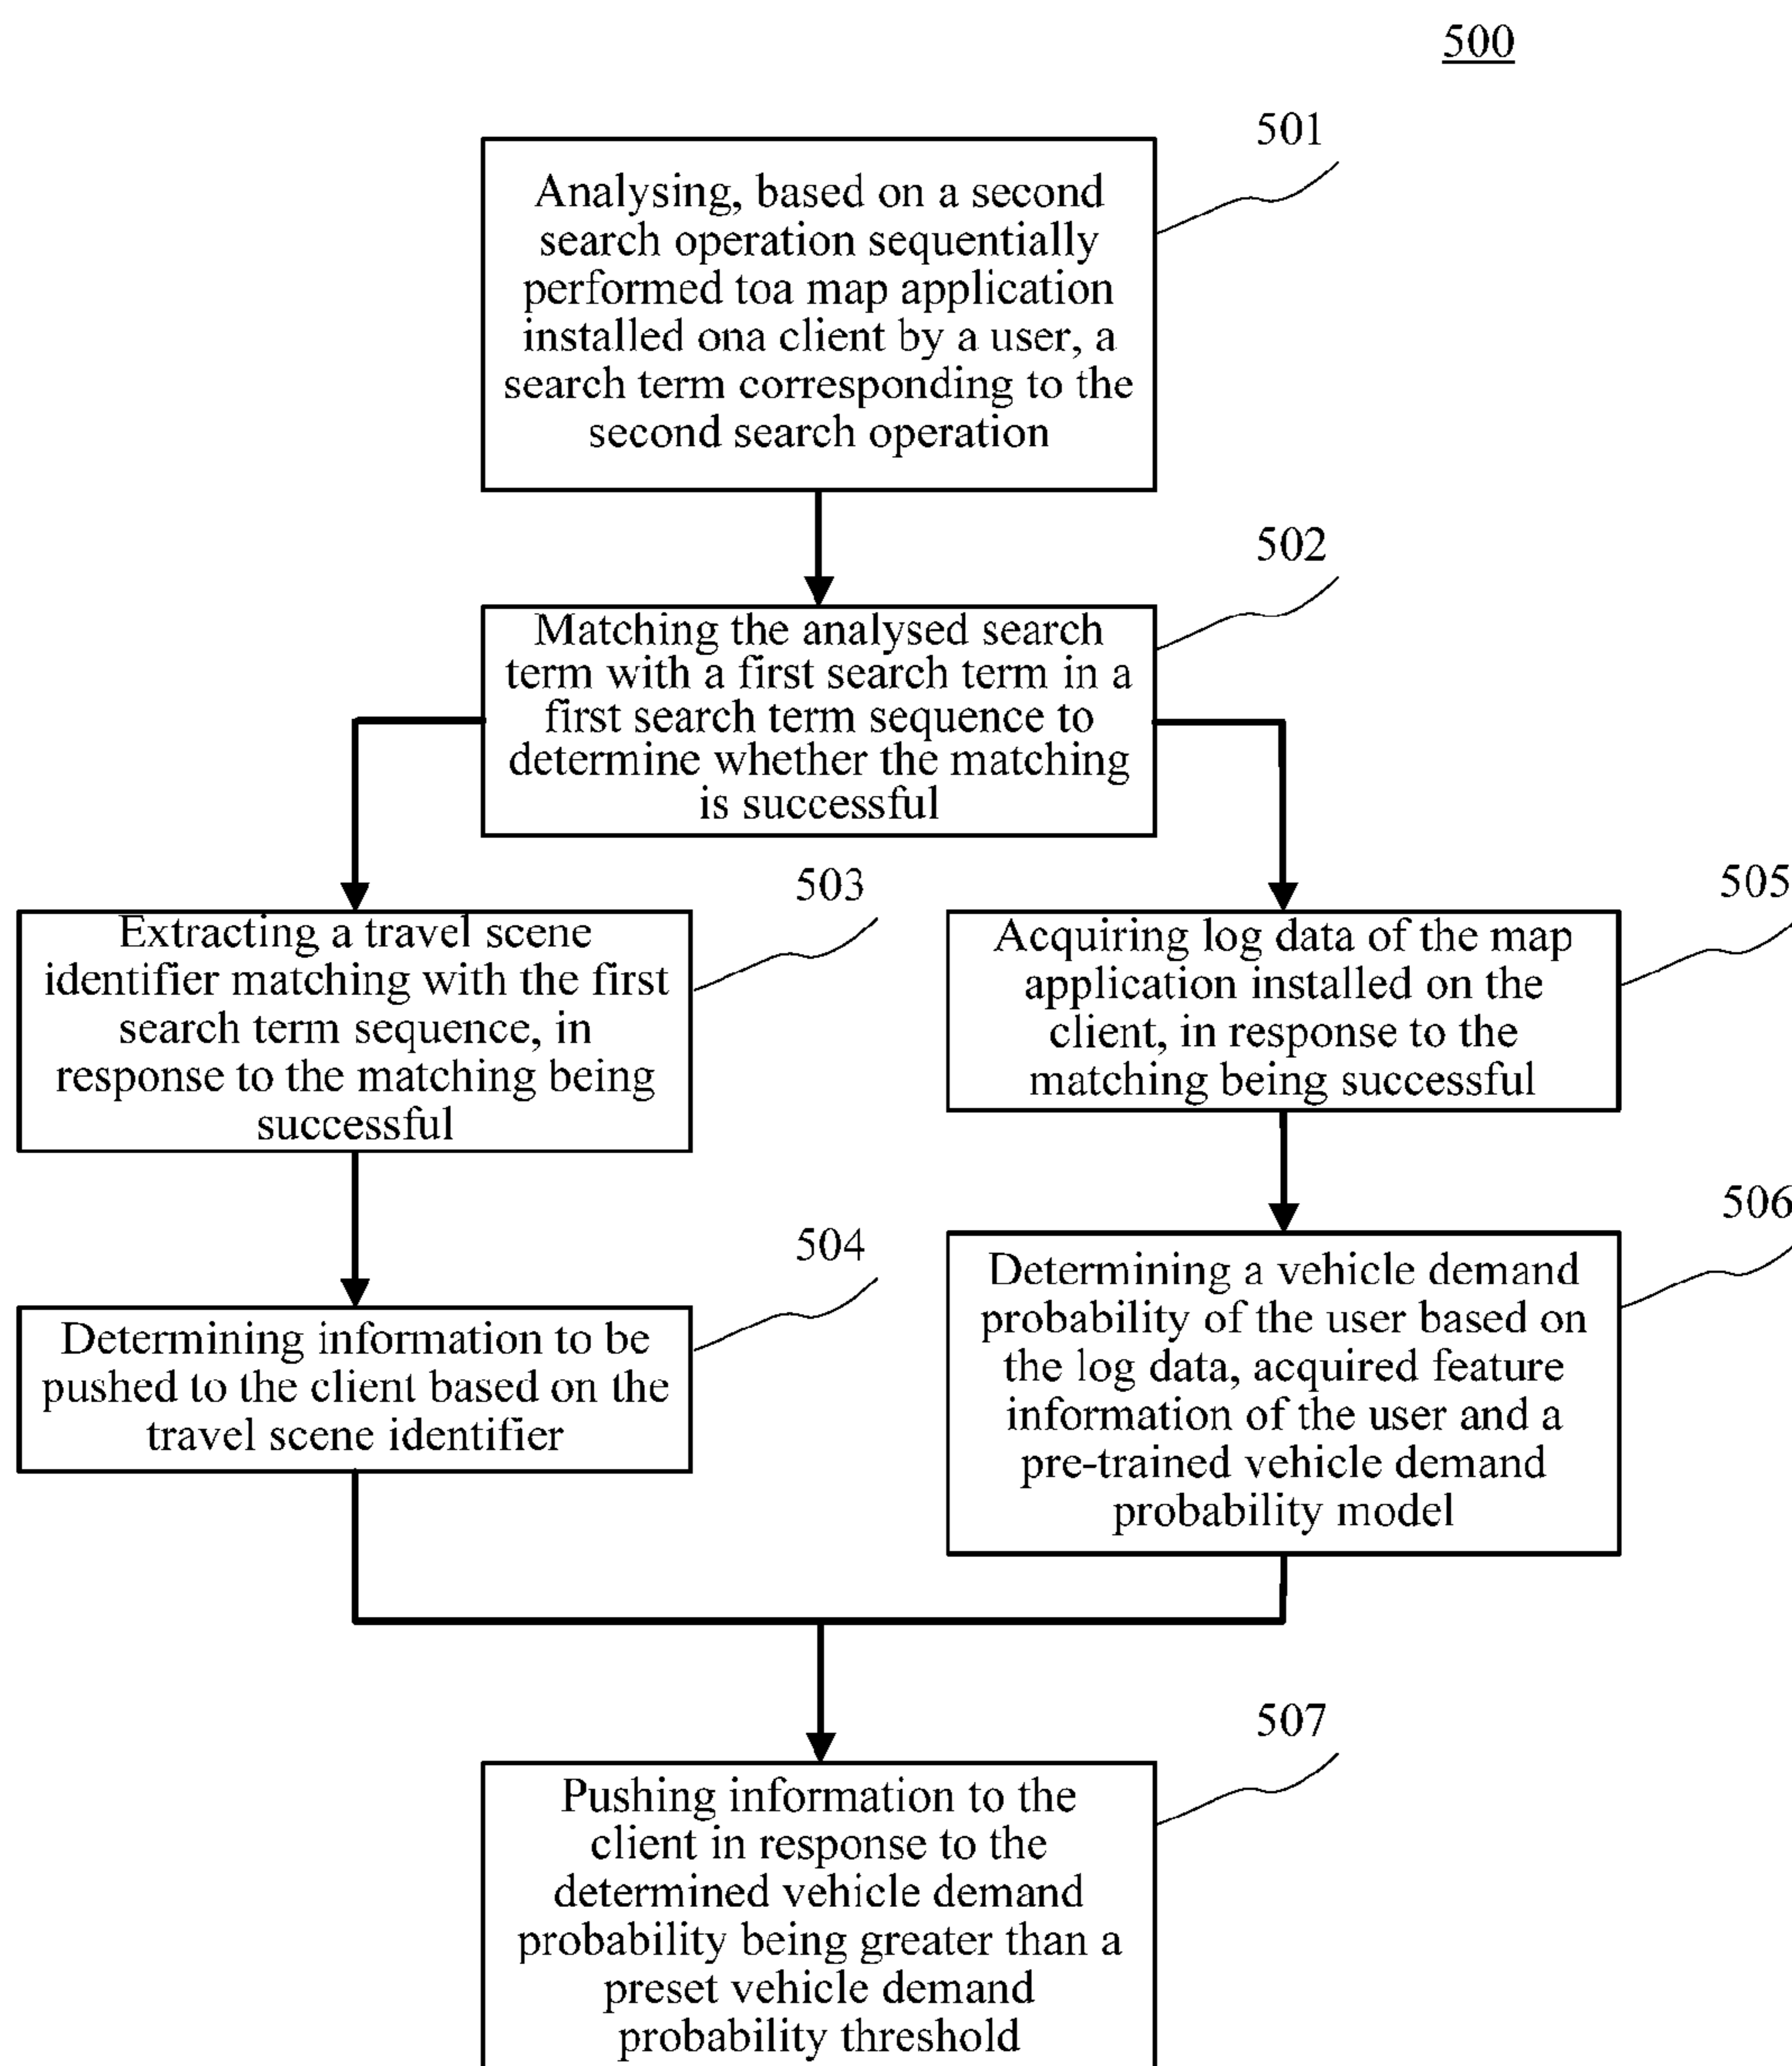 500
501
Analysing, based on a second
search operation sequentially
performed toa map application
installed ona client by a user, a
search term corresponding to the
second search operation
502
Matching the analysed search
term with a first search term in a
first search term sequence to
determine whether the matching
is successful
503
Extracting a travel scene
identifier matching with the first
search term sequence, in
response to the matching being
successful
504
Determining information to be
pushed to the client based on the
travel scene identifier
505
Acquiring log data of the map
application installed on the
client, in response to the
matching being successful
506
Determining a vehicle demand
probability of the user based on
the log data, acquired feature
information of the user and a
pre-trained vehicle demand
probability model
507
Pushing information to the
client in response to the
determined vehicle demand
probability being greater than a
preset vehicle demand
probability threshold